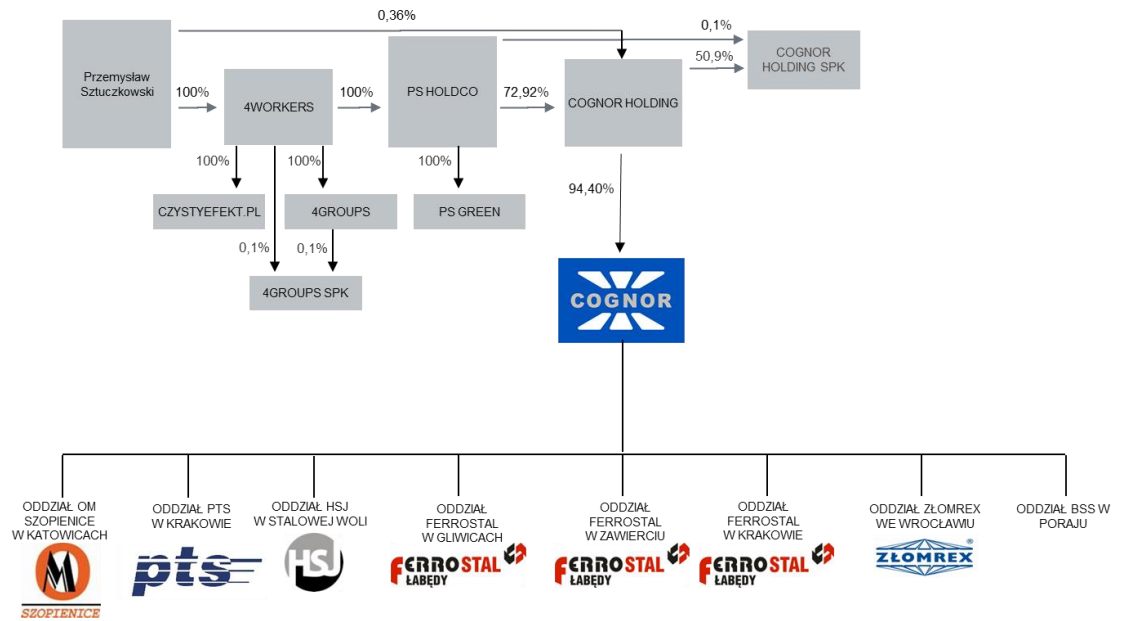 0,36%
0,1%
Przemysław
Sztuczkowski
100%
4WORKERS
100%
PS HOLDCO
72,92%
COGNOR HOLDING
50,9%
COGNOR
HOLDING SPK
100%
100%
100%
94,40%
CZYSTYEFEKT.PL
4GROUPS
PS GREEN
0,1%
0,1%
4GROUPS SPK
COGNOR
ODDZIAŁ OM
SZOPIENICE
W KATOWICACH
ODDZIAŁ PTS
W KRAKOWIE
ODDZIAŁ HSJ
W STALOWEJ WOLI
ODDZIAŁ
FERROSTAL
W GLIWICACH
ODDZIAŁ
FERROSTAL
W ZAWIERCIU
ODDZIAŁ
FERROSTAL
W KRAKOWIE
ODDZIAŁ ZŁOMREX
WE WROCŁAWIU
ODDZIAŁ BSS W
PORAJU
M
SZOPIENICE
pts
HSJ
FERROSTAL
ŁABĘDY
FERROSTAL
ŁABĘDY
FERROSTAL
ŁABĘDY
ZŁOMREX®